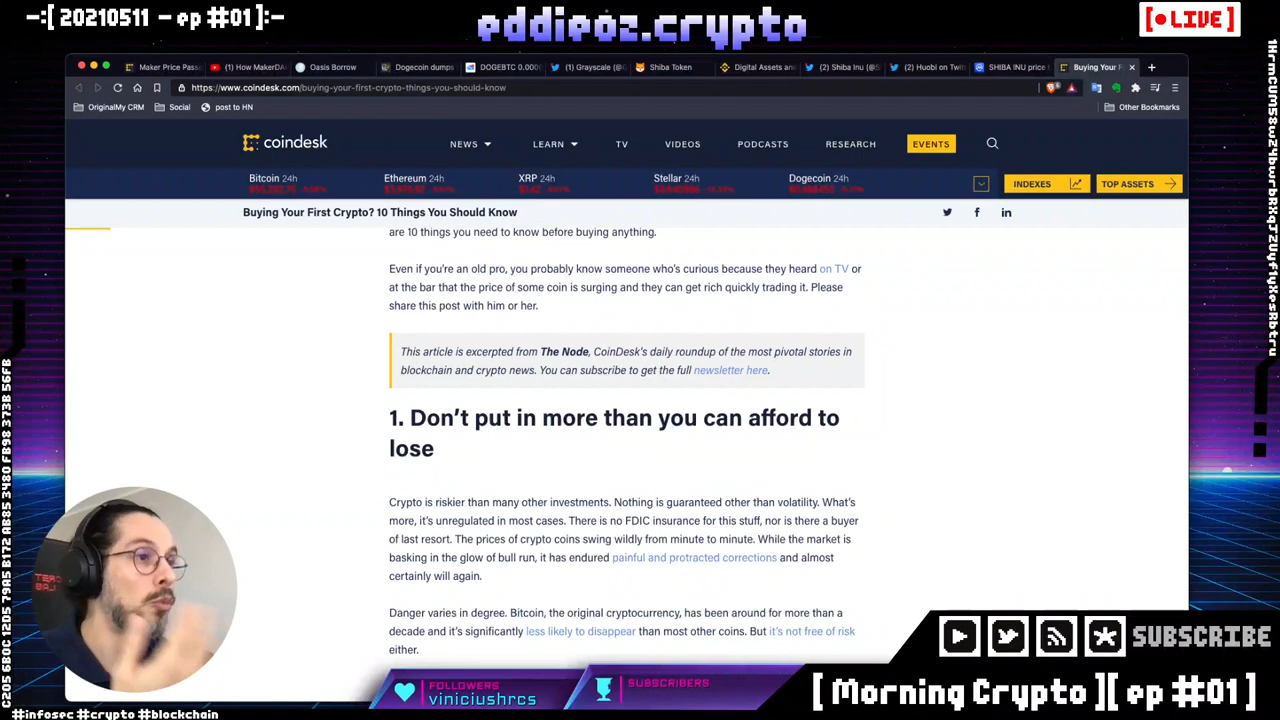 -:[ 20210511 - ep #01]:-
eddieoz.crypto
[•LIVE]
Maker Price Pass
(1) How MakerDA
Oasis Borrow
Dogecoin dumps
DOGEBTC 0.000
(1) Grayscale (@G
Shiba Token
Digital Assets an
(2) Shiba Inu (@S
(2) Huobi on Twit
SHIBA INU price t
Buying Your F
https://www.coindesk.com/buying-your-first-crypto-things-you-should-know
OriginalMy CRM
Social
post to HN
Other Bookmarks
coindesk
NEWS
LEARN
TV
VIDEOS
PODCASTS
RESEARCH
EVENTS
Bitcoin 24h
Ethereum 24h
XRP 24h
Stellar 24h
Dogecoin 24h
INDEXES
TOP ASSETS
Buying Your First Crypto? 10 Things You Should Know
are 10 things you need to know before buying anything.
Even if you're an old pro, you probably know someone who's curious because they heard on TV or
at the bar that the price of some coin is surging and they can get rich quickly trading it. Please
share this post with him or her.
This article is excerpted from The Node, CoinDesk's daily roundup of the most pivotal stories in
blockchain and crypto news. You can subscribe to get the full newsletter here.
1. Don't put in more than you can afford to
lose
Crypto is riskier than many other investments. Nothing is guaranteed other than volatility. What's
more, it's unregulated in most cases. There is no FDIC insurance for this stuff, nor is there a buyer
of last resort. The prices of crypto coins swing wildly from minute to minute. While the market is
basking in the glow of bull run, it has endured painful and protracted corrections and almost
certainly will again.
Danger varies in degree. Bitcoin, the original cryptocurrency, has been around for more than a
decade and it's significantly less likely to disappear than most other coins. But it's not free of risk
either.
SUBSCRIBE
FOLLOWERS
viniciushrcs
SUBSCRIBERS
[Morning Crypto][ep #01]
#infosec #crypto #blockchain